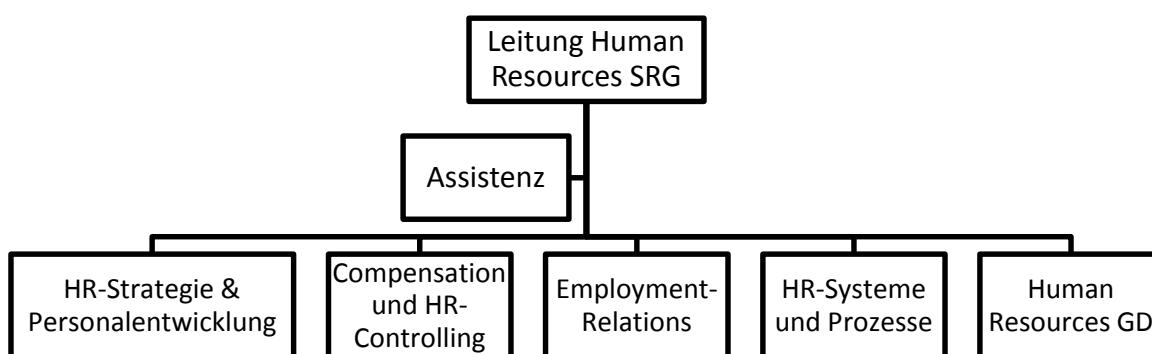 Leitung Human
Resources SRG
Assistenz
HR-Strategie &
Personalentwicklung
Compensation
und HR-
Controlling
Employment-
Relations
HR-Systeme
und Prozesse
Human
Resources GD